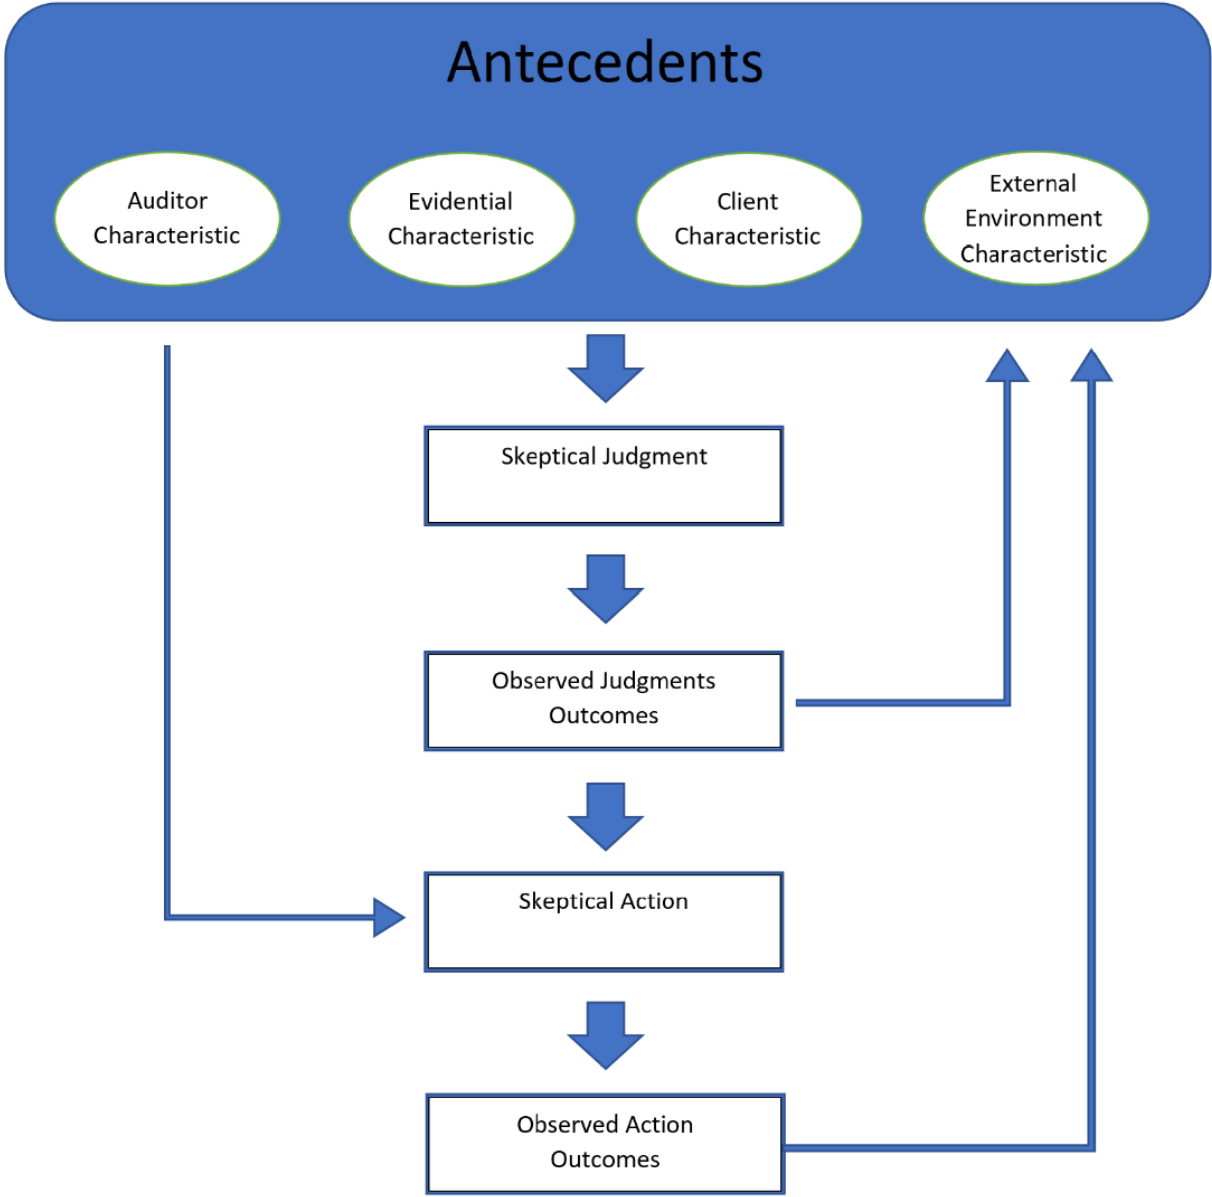 Antecedents
Auditor
Characteristic
Evidential
Characteristic
Client
Characteristic
External
Environment
Characteristic
Skeptical Judgment
Observed Judgments
Outcomes
Skeptical Action
Observed Action
Outcomes